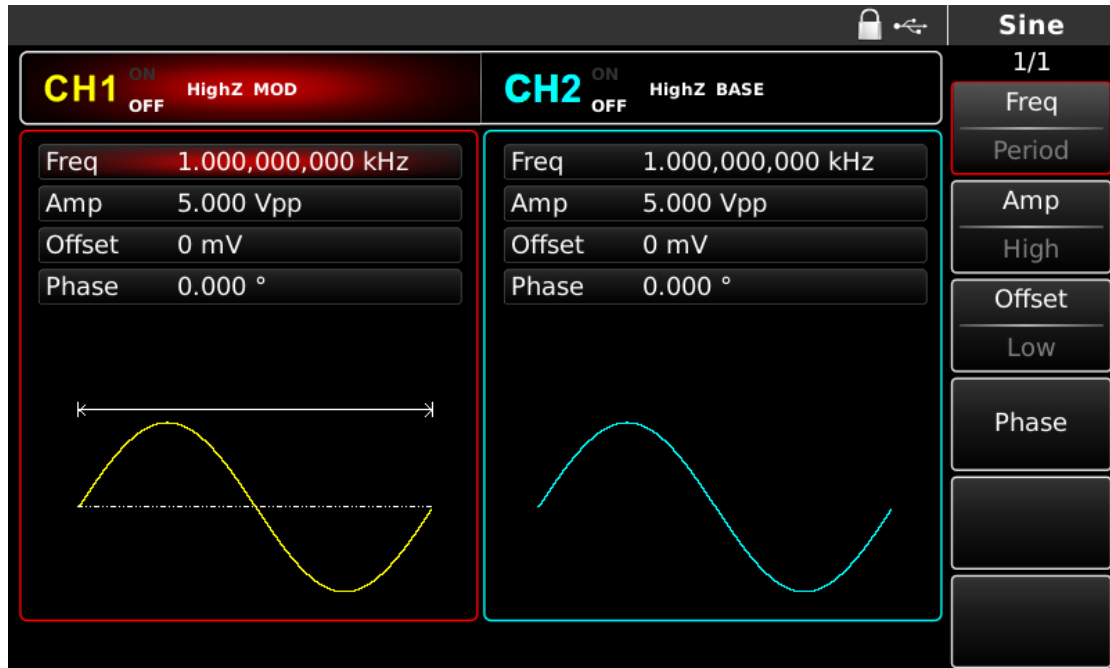 Sine
1/1
CH1 ON OFF HighZ MOD
CH2 ON OFF HighZ BASE
Freq 1.000,000,000 kHz
Amp 5.000 Vpp
Offset 0 mV
Phase 0.000 °
Freq 1.000,000,000 kHz
Amp 5.000 Vpp
Offset 0 mV
Phase 0.000 °
Freq
Period
Amp
High
Offset
Low
Phase